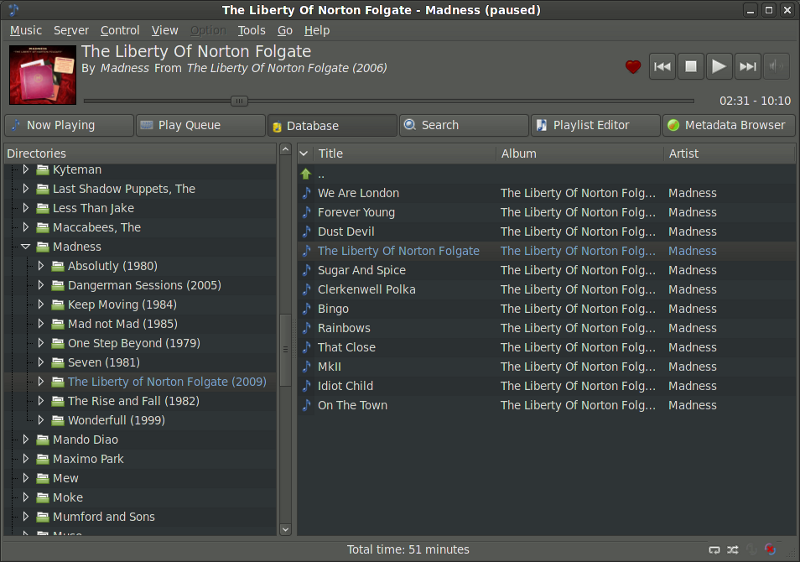 The Liberty Of Norton Folgate - Madness (paused)
Music Server Control View Option Tools Go Help
The Liberty Of Norton Folgate
By Madness From The Liberty Of Norton Folgate (2006)
02:31 - 10:10
Now Playing Play Queue Database Search Playlist Editor Metadata Browser
Directories Title Album Artist
Kyteman ..
Last Shadow Puppets, The We Are London The Liberty Of Norton Folg... Madness
Less Than Jake Forever Young The Liberty Of Norton Folg... Madness
Maccabees, The Dust Devil The Liberty Of Norton Folg... Madness
Madness The Liberty Of Norton Folgate The Liberty Of Norton Folg... Madness
Absolutly (1980) Sugar And Spice The Liberty Of Norton Folg... Madness
Dangerman Sessions (2005) Clerkenwell Polka The Liberty Of Norton Folg... Madness
Keep Moving (1984) Bingo The Liberty Of Norton Folg... Madness
Mad not Mad (1985) Rainbows The Liberty Of Norton Folg... Madness
One Step Beyond (1979) That Close The Liberty Of Norton Folg... Madness
Seven (1981) MkII The Liberty Of Norton Folg... Madness
The Liberty of Norton Folgate (2009) Idiot Child The Liberty Of Norton Folg... Madness
The Rise and Fall (1982) On The Town The Liberty Of Norton Folg... Madness
Wonderfull (1999)
Mando Diao
Maximo Park
Mew
Moke
Mumford and Sons
Muse
Total time: 51 minutes